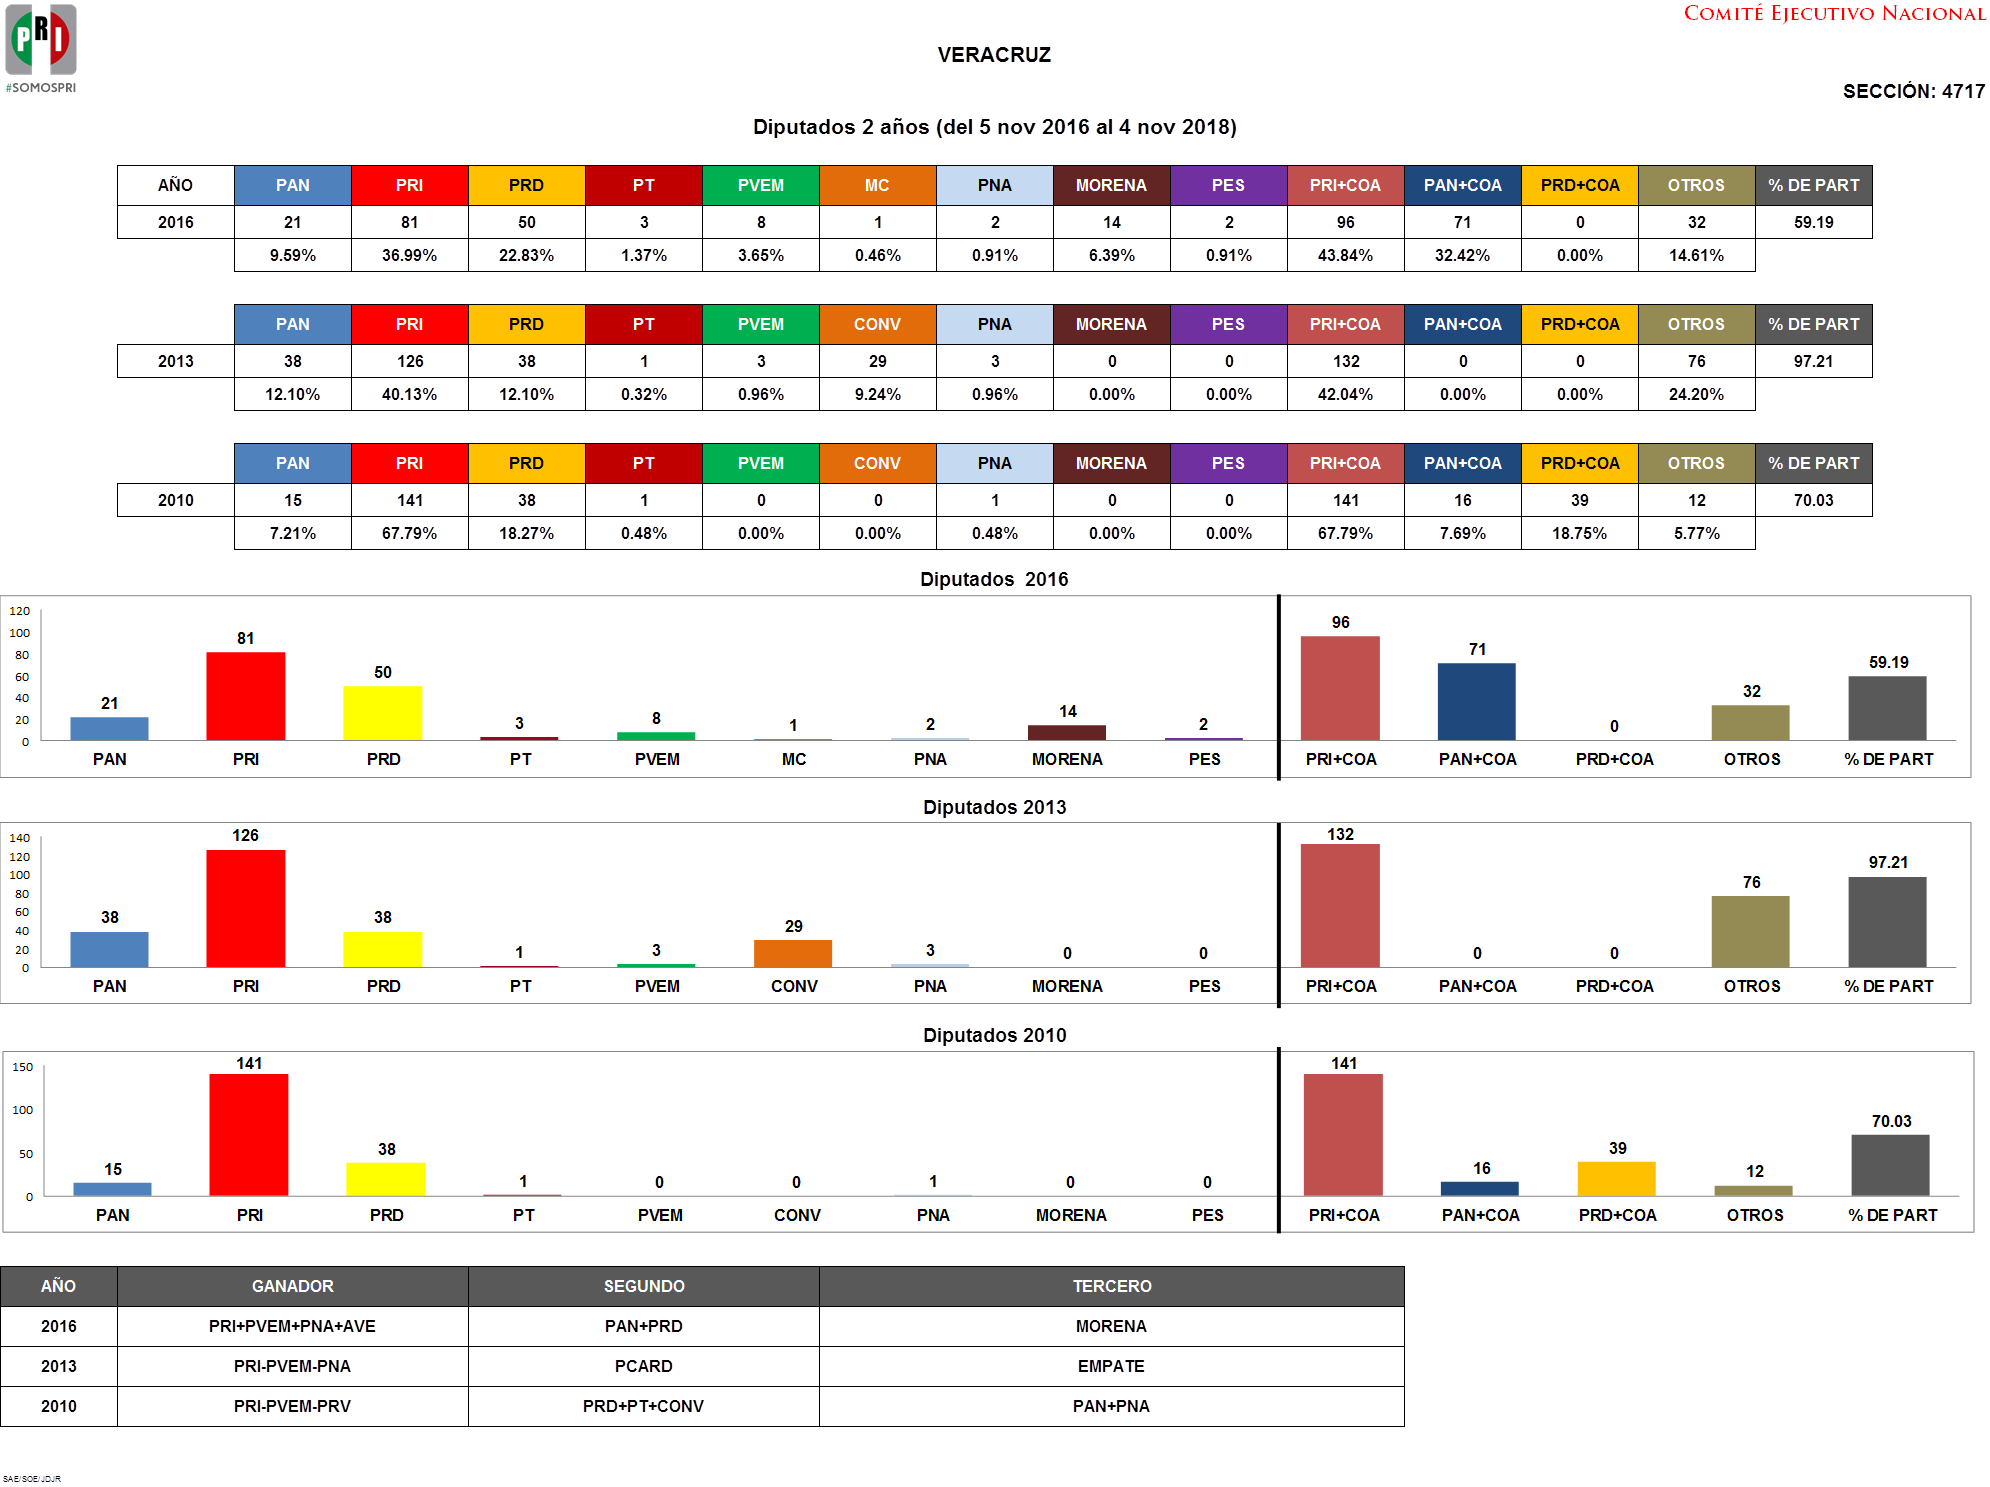 PRI
#SOMOSPRI
COMITÉ EJECUTIVO NACIONAL
VERACRUZ
SECCIÓN: 4717
Diputados 2 años (del 5 nov 2016 al 4 nov 2018)
AÑO PAN PRI PRD PT PVEM MC PNA MORENA PES PRI+COA PAN+COA PRD+COA OTROS % DE PART
2016 21 81 50 3 8 1 2 14 2 96 71 0 32 59.19
9.59% 36.99% 22.83% 1.37% 3.65% 0.46% 0.91% 6.39% 0.91% 43.84% 32.42% 0.00% 14.61%
PAN PRI PRD PT PVEM CONV PNA MORENA PES PRI+COA PAN+COA PRD+COA OTROS % DE PART
2013 38 126 38 1 3 29 3 0 0 132 0 0 76 97.21
12.10% 40.13% 12.10% 0.32% 0.96% 9.24% 0.96% 0.00% 0.00% 42.04% 0.00% 0.00% 24.20%
PAN PRI PRD PT PVEM CONV PNA MORENA PES PRI+COA PAN+COA PRD+COA OTROS % DE PART
2010 15 141 38 1 0 0 1 0 0 141 16 39 12 70.03
7.21% 67.79% 18.27% 0.48% 0.00% 0.00% 0.48% 0.00% 0.00% 67.79% 7.69% 18.75% 5.77%
Diputados 2016
120
100
80
60
40
20
0
21 81 50 3 8 1 2 14 2 96 71 0 32 59.19
PAN PRI PRD PT PVEM MC PNA MORENA PES PRI+COA PAN+COA PRD+COA OTROS % DE PART
Diputados 2013
140
120
100
80
60
40
20
0
38 126 38 1 3 29 3 0 0 132 0 0 76 97.21
PAN PRI PRD PT PVEM CONV PNA MORENA PES PRI+COA PAN+COA PRD+COA OTROS % DE PART
Diputados 2010
150
100
50
0
15 141 38 1 0 0 1 0 0 141 16 39 12 70.03
PAN PRI PRD PT PVEM CONV PNA MORENA PES PRI+COA PAN+COA PRD+COA OTROS % DE PART
AÑO GANADOR SEGUNDO TERCERO
2016 PRI+PVEM+PNA+AVE PAN+PRD MORENA
2013 PRI-PVEM-PNA PCARD EMPATE
2010 PRI-PVEM-PRV PRD+PT+CONV PAN+PNA
SAE/SOE/JDJR